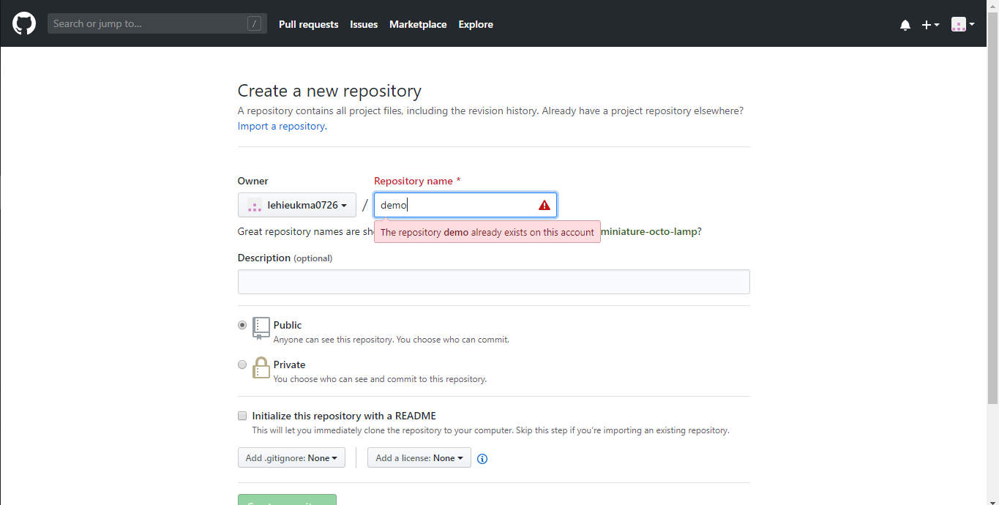 Search or jump to... / Pull requests Issues Marketplace Explore
Create a new repository
A repository contains all project files, including the revision history. Already have a project repository elsewhere?
Import a repository.
Owner Repository name *
lehieukma0726 / demo
Great repository names are sh miniature-octo-lamp?
The repository demo already exists on this account
Description (optional)
Public
Anyone can see this repository. You choose who can commit.
Private
You choose who can see and commit to this repository.
Initialize this repository with a README
This will let you immediately clone the repository to your computer. Skip this step if you’re importing an existing repository.
Add .gitignore: None Add a license: None